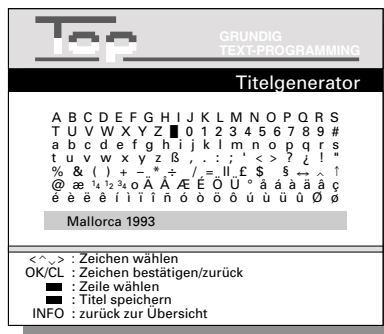 Top
GRUNDIG
TEXT-PROGRAMMING
Titelgenerator
A B C D E F G H I J K L M N O P Q R S
T U V W X Y Z ■ 0 1 2 3 4 5 6 7 8 9 #
a b c d e f g h i j k l m n o p q r s
t u v w x y z ß , . : ; ' < > ? ¿ ! "
% & ( ) + - .. * ÷ / , = .. II .. £ $ § ↔ ^ ↑
@ æ ¼ ½ ¾ o Ä Å Æ É Ö Ü ° å á à ä â ç
é è ë ê í ì ï î ñ ó ò ö ô ú ù ü û Ø ø
Mallorca 1993
<^⌄> : Zeichen wählen
OK/CL : Zeichen bestätigen/zurück
■ : Zeile wählen
■ : Titel speichern
INFO : zurück zur Übersicht